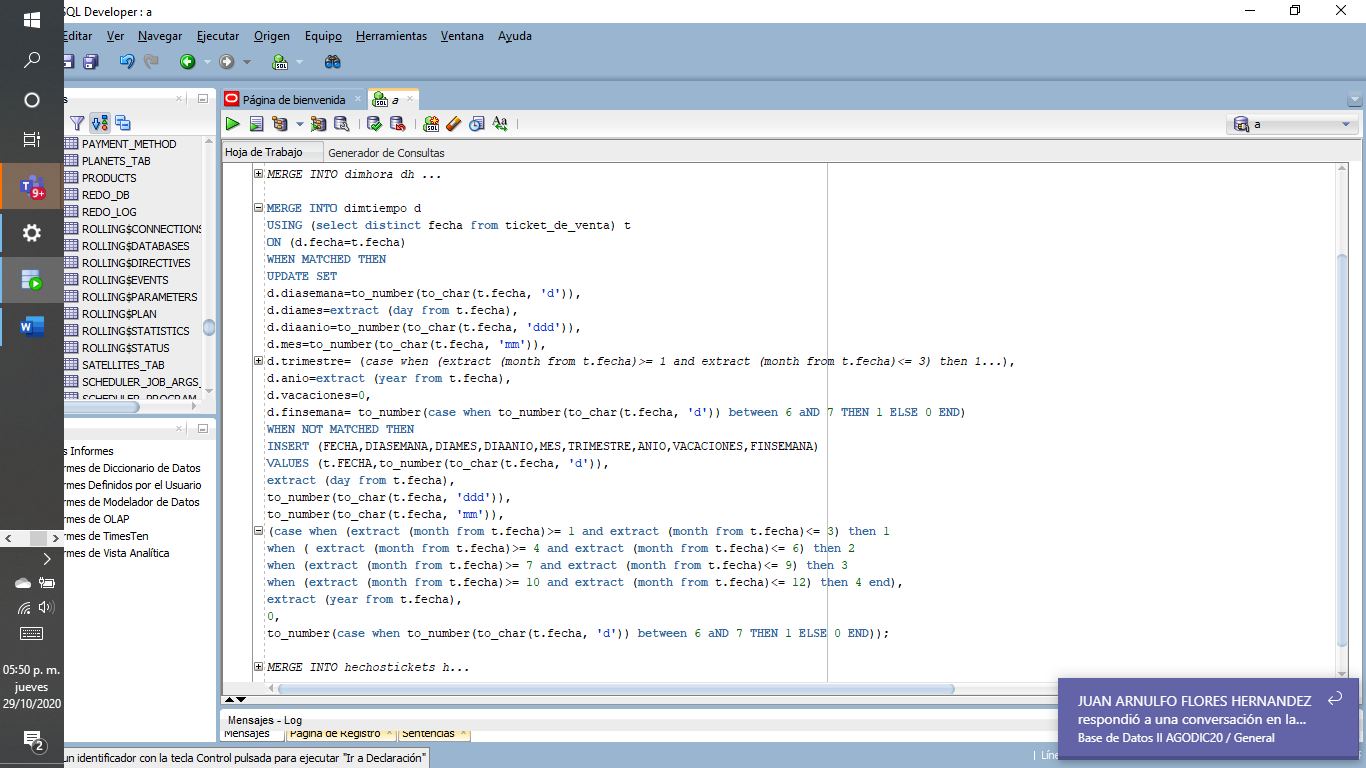 SQL Developer : a
Editar Ver Navegar Ejecutar Origen Equipo Herramientas Ventana Ayuda
Página de bienvenida
a
a
Hoja de Trabajo
Generador de Consultas
PAYMENT_METHOD
PLANETS_TAB
PRODUCTS
REDO_DB
REDO_LOG
ROLLING$CONNECTIONS
ROLLING$DATABASES
ROLLING$DIRECTIVES
ROLLING$EVENTS
ROLLING$PARAMETERS
ROLLING$PLAN
ROLLING$STATISTICS
ROLLING$STATUS
SATELLITES_TAB
SCHEDULER_JOB_ARGS_
SCHEDULER_PROGRAM
s Informes
rmes de Diccionario de Datos
rmes Definidos por el Usuario
rmes de Modelador de Datos
rmes de OLAP
rmes de TimesTen
rmes de Vista Analítica
MERGE INTO dimhora dh ...
MERGE INTO dimtiempo d
USING (select distinct fecha from ticket_de_venta) t
ON (d.fecha=t.fecha)
WHEN MATCHED THEN
UPDATE SET
d.diasemana=to_number(to_char(t.fecha, 'd')),
d.diames=extract (day from t.fecha),
d.diaanio=to_number(to_char(t.fecha, 'ddd')),
d.mes=to_number(to_char(t.fecha, 'mm')),
d.trimestre= (case when (extract (month from t.fecha)>= 1 and extract (month from t.fecha)<= 3) then 1...),
d.anio=extract (year from t.fecha),
d.vacaciones=0,
d.finsemana= to_number(case when to_number(to_char(t.fecha, 'd')) between 6 aND 7 THEN 1 ELSE 0 END)
WHEN NOT MATCHED THEN
INSERT (FECHA,DIASEMANA,DIAMES,DIAANIO,MES,TRIMESTRE,ANIO,VACACIONES,FINSEMANA)
VALUES (t.FECHA,to_number(to_char(t.fecha, 'd')),
extract (day from t.fecha),
to_number(to_char(t.fecha, 'ddd')),
to_number(to_char(t.fecha, 'mm')),
(case when (extract (month from t.fecha)>= 1 and extract (month from t.fecha)<= 3) then 1
when ( extract (month from t.fecha)>= 4 and extract (month from t.fecha)<= 6) then 2
when (extract (month from t.fecha)>= 7 and extract (month from t.fecha)<= 9) then 3
when (extract (month from t.fecha)>= 10 and extract (month from t.fecha)<= 12) then 4 end),
extract (year from t.fecha),
0,
to_number(case when to_number(to_char(t.fecha, 'd')) between 6 aND 7 THEN 1 ELSE 0 END));
MERGE INTO hechostickets h...
Mensajes - Log
Mensajes
Página de Registro
Sentencias
un identificador con la tecla Control pulsada para ejecutar "Ir a Declaración"
Líne
JUAN ARNULFO FLORES HERNANDEZ
respondió a una conversación en la...
Base de Datos II AGODIC20 / General
9+
05:50 p. m.
jueves
29/10/2020
2